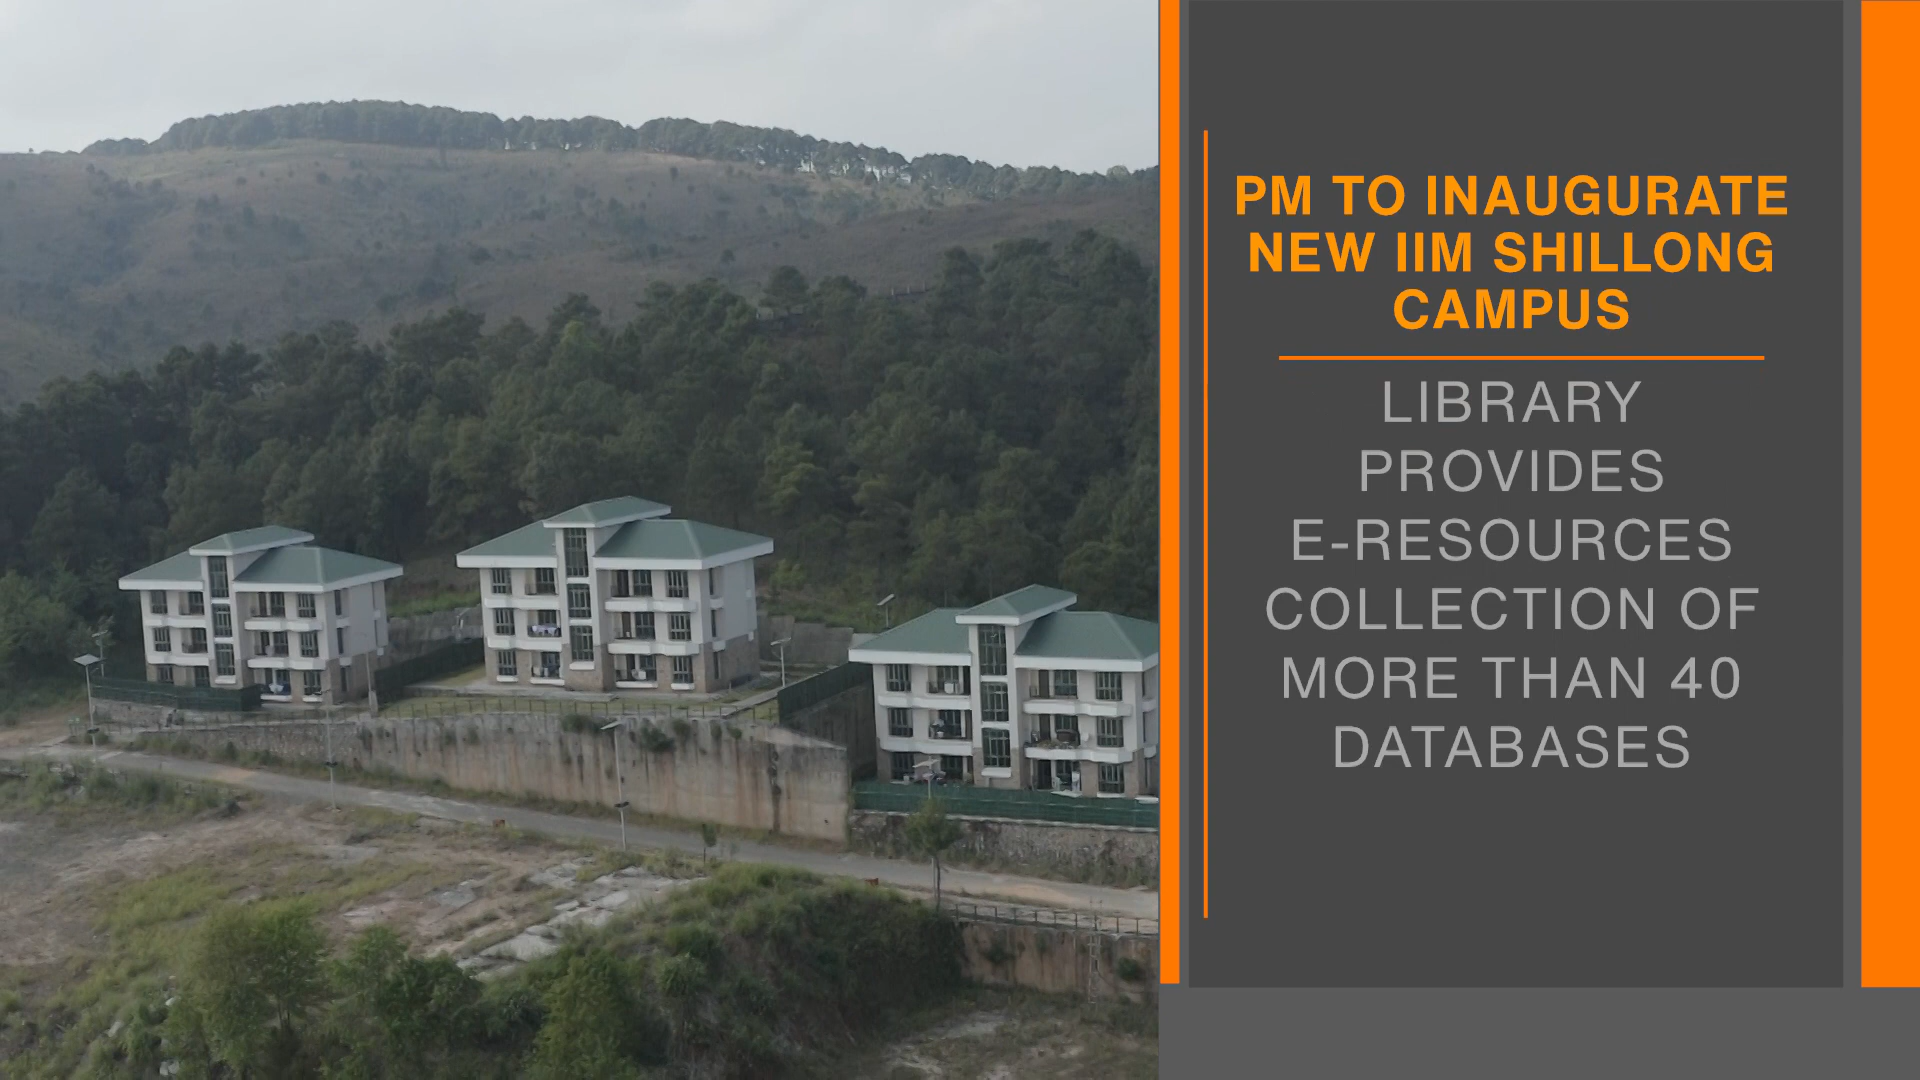 PM TO INAUGURATE
NEW IIM SHILLONG
CAMPUS
LIBRARY
PROVIDES
E-RESOURCES
COLLECTION OF
MORE THAN 40
DATABASES